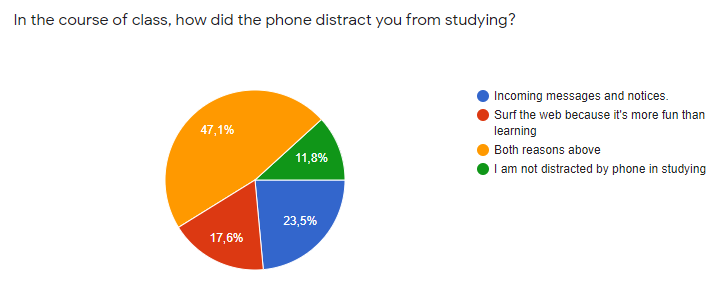 In the course of class, how did the phone distract you from studying?
47,1%
11,8%
23,5%
17,6%
Incoming messages and notices.
Surf the web because it's more fun than
learning
Both reasons above
I am not distracted by phone in studying